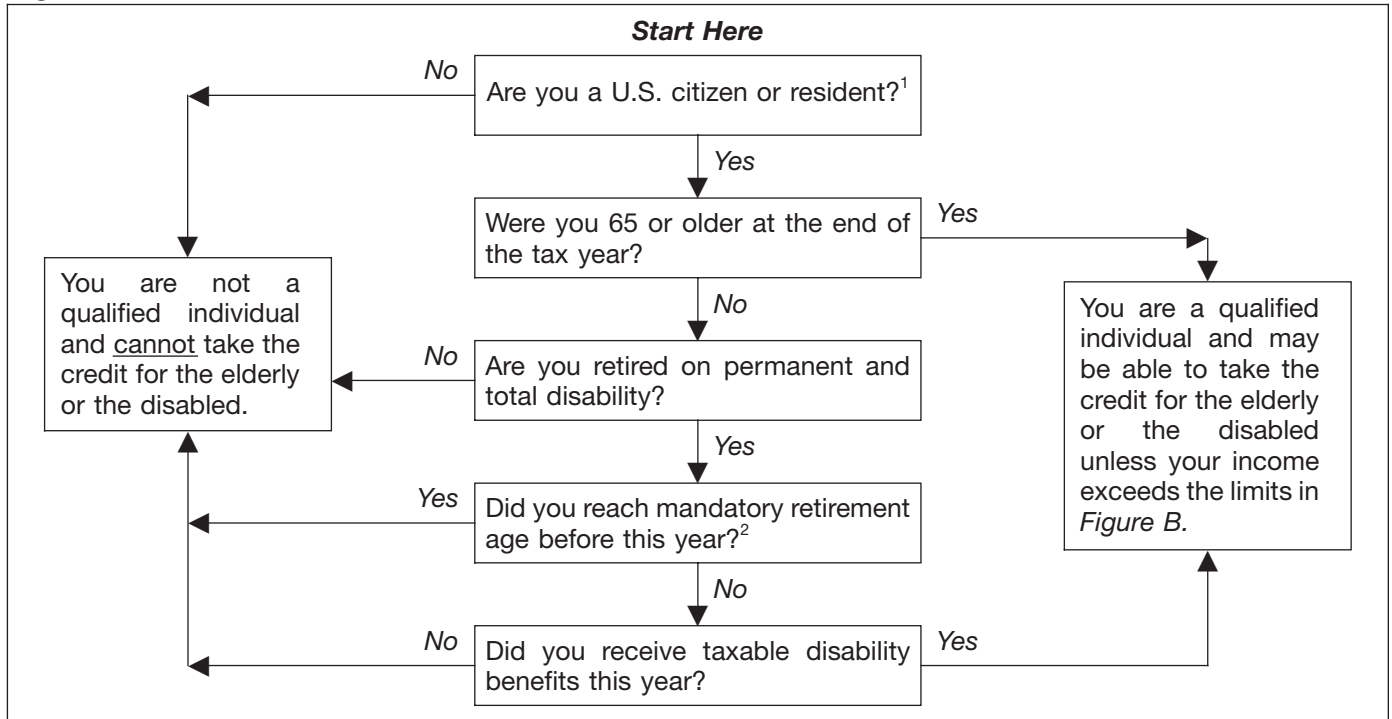 Start Here
No
Are you a U.S. citizen or resident?1
Yes
Were you 65 or older at the end of
the tax year?
Yes
No
You are not a
qualified individual
and cannot take the
credit for the elderly
or the disabled.
You are a qualified
individual and may
be able to take the
credit for the elderly
or the disabled
unless your income
exceeds the limits in
Figure B.
No
Are you retired on permanent and
total disability?
Yes
Yes
Did you reach mandatory retirement
age before this year?2
No
No
Did you receive taxable disability
benefits this year?
Yes